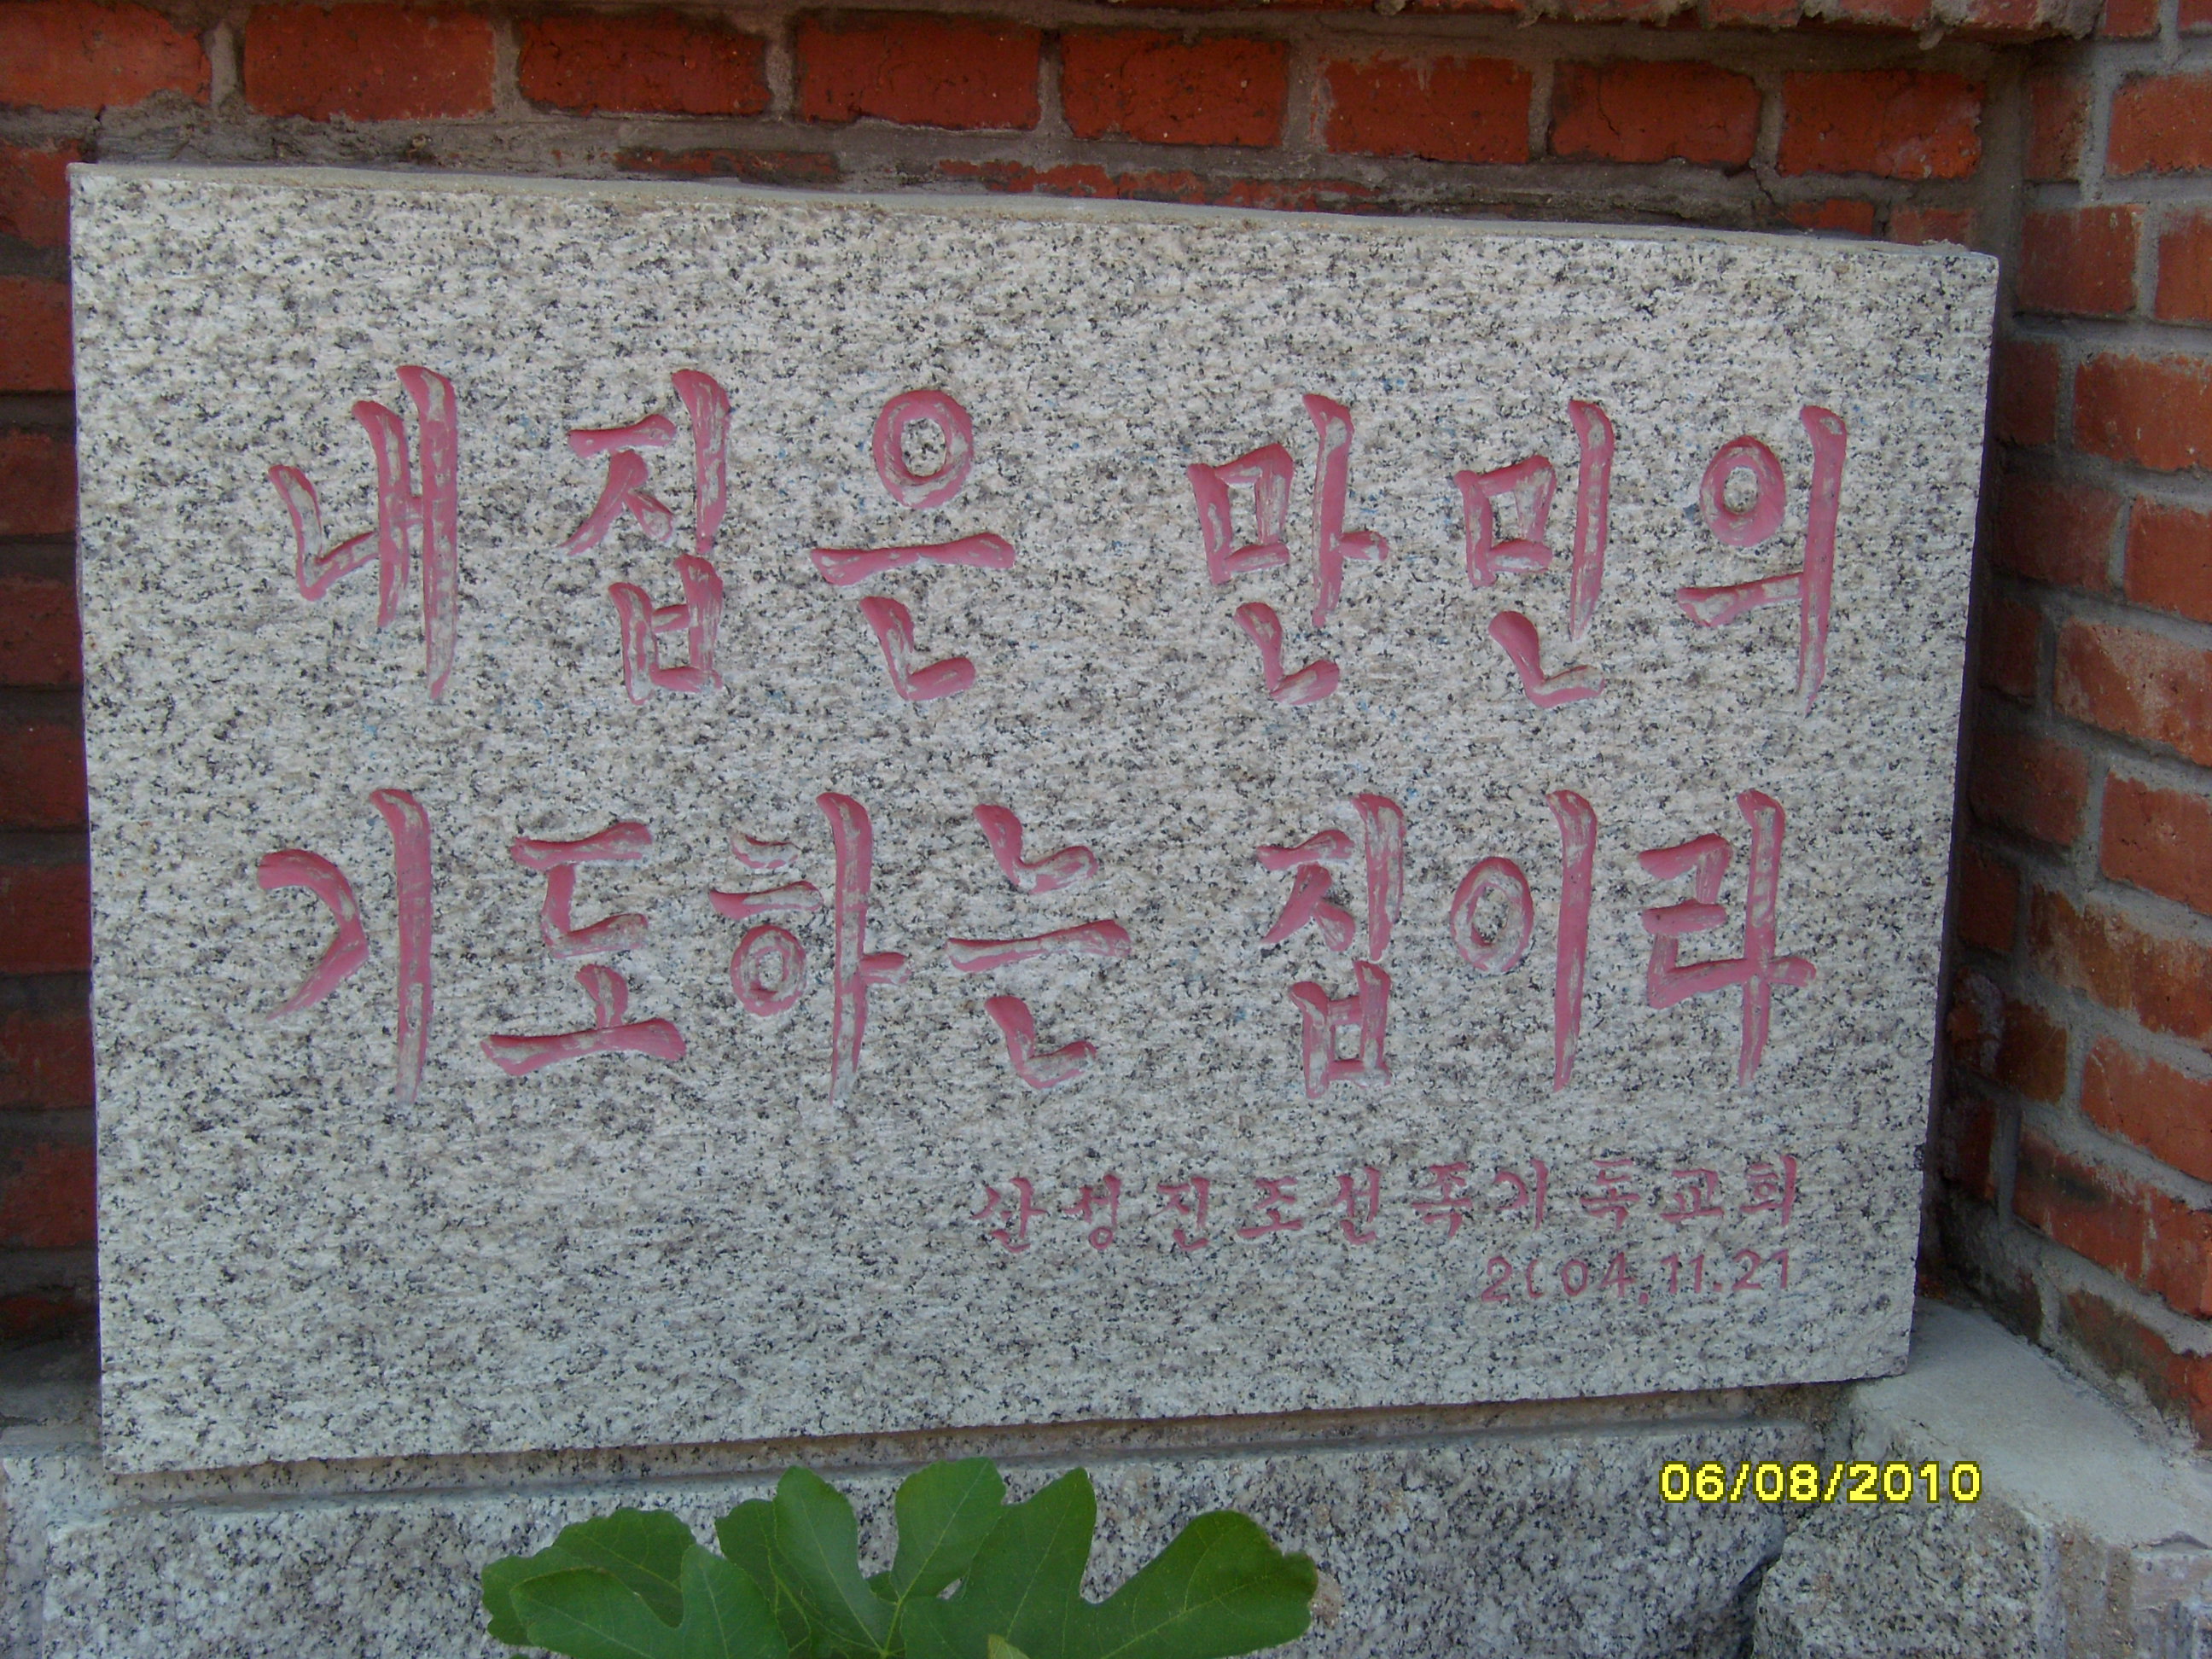 내 집은 만민의
기도하는 집이라
산성진조선족기독교회
2004.11.21
06/08/2010